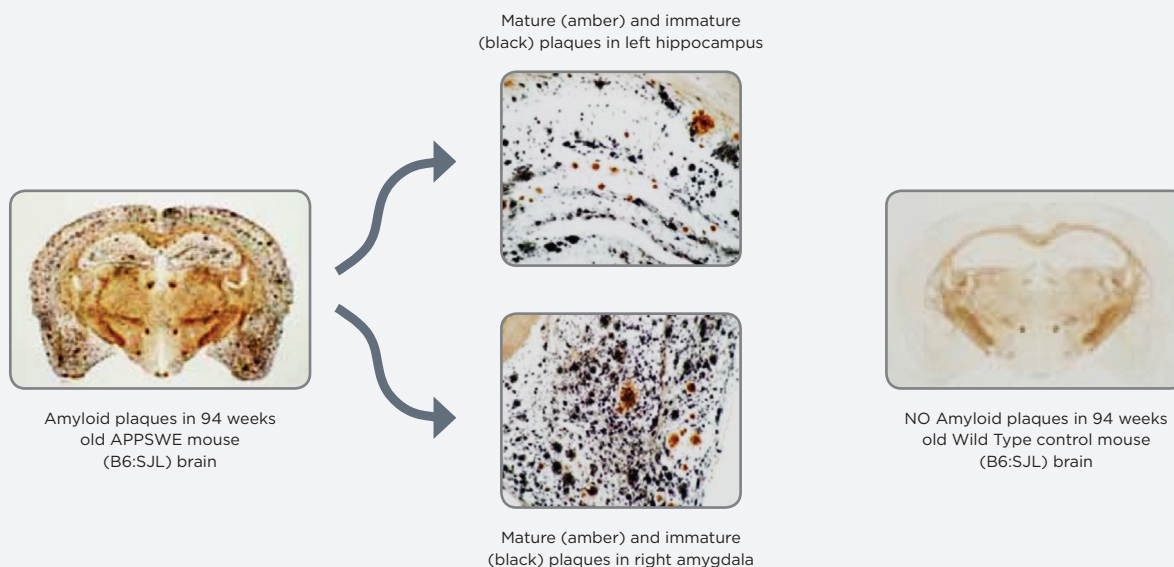 Mature (amber) and immature
(black) plaques in left hippocampus
Amyloid plaques in 94 weeks
old APPSWE mouse
(B6:SJL) brain
NO Amyloid plaques in 94 weeks
old Wild Type control mouse
(B6:SJL) brain
Mature (amber) and immature
(black) plaques in right amygdala